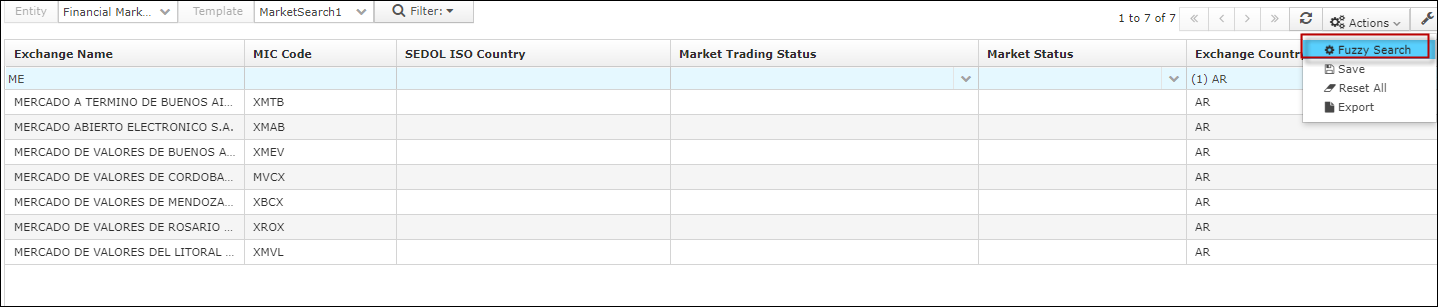 Entity Financial Mark... Template MarketSearch1 Filter: 1 to 7 of 7 Actions
Fuzzy Search
Save
Reset All
Export
Exchange Name MIC Code SEDOL ISO Country Market Trading Status Market Status Exchange Countr
ME (1) AR
MERCADO A TERMINO DE BUENOS AI... XMTB AR
MERCADO ABIERTO ELECTRONICO S.A. XMAB AR
MERCADO DE VALORES DE BUENOS A... XMEV AR
MERCADO DE VALORES DE CORDOBA... MVCX AR
MERCADO DE VALORES DE MENDOZA... XBCX AR
MERCADO DE VALORES DE ROSARIO ... XROX AR
MERCADO DE VALORES DEL LITORAL ... XMVL AR